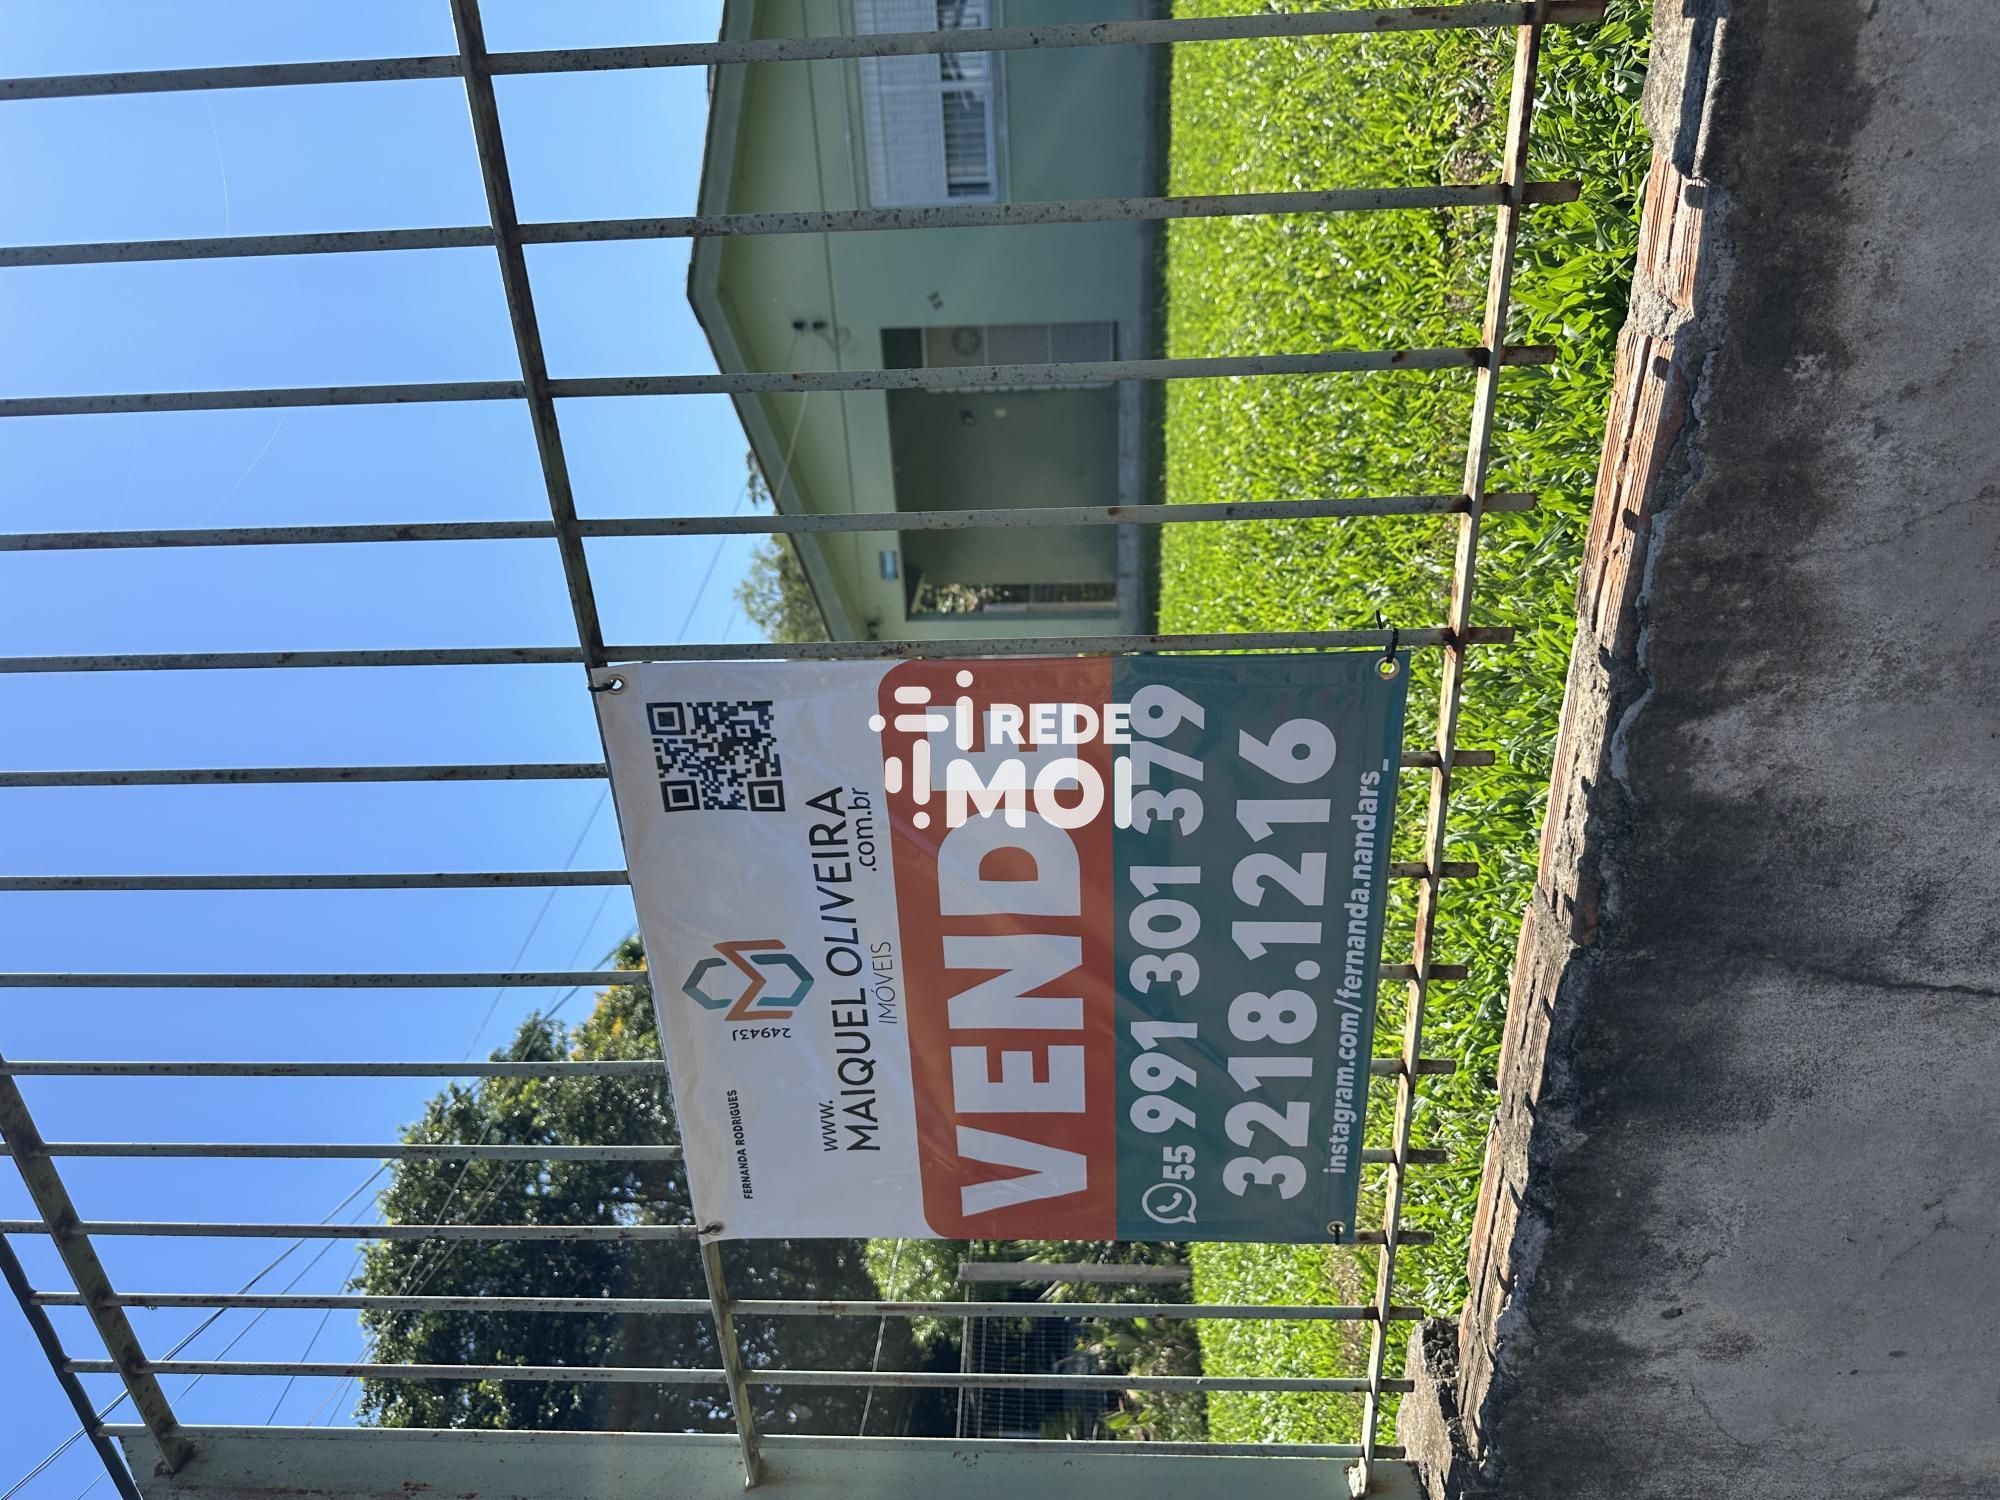 FERNANDA RODRIGUES
24943J
www.
MAIQUEL OLIVEIRA
IMÓVEIS
.com.br
VENDE
55 991 301 379
3218.1216
instagram.com/fernanda.nandars_
REDE
MOI